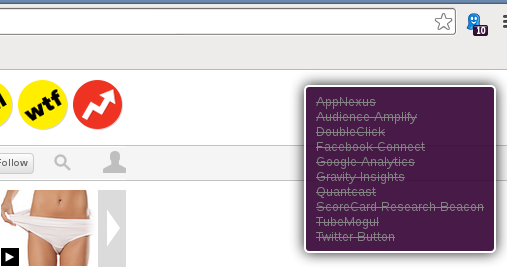 10
wtf
Follow
AppNexus
Audience Amplify
DoubleClick
Facebook Connect
Google Analytics
Gravity Insights
Quantcast
ScoreCard Research Beacon
TubeMogul
Twitter Button